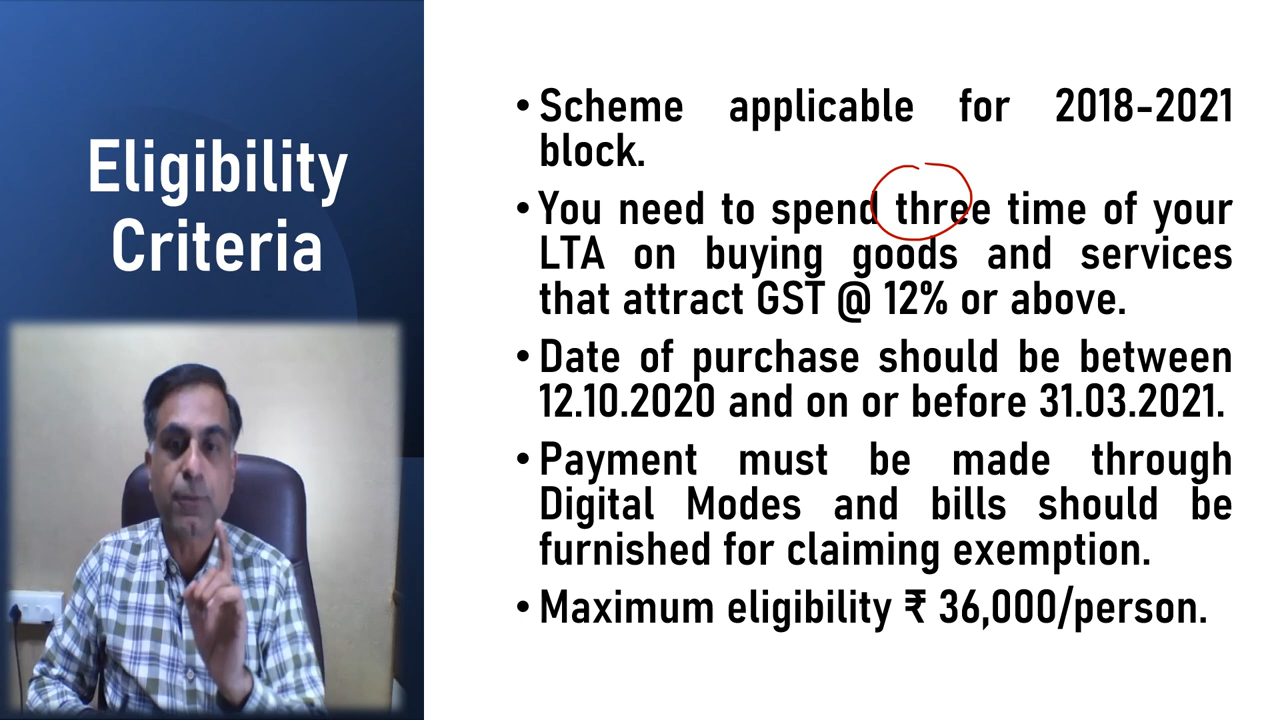 Eligibility
Criteria
• Scheme applicable for 2018-2021
block.
• You need to spend three time of your
LTA on buying goods and services
that attract GST @ 12% or above.
• Date of purchase should be between
12.10.2020 and on or before 31.03.2021.
• Payment must be made through
Digital Modes and bills should be
furnished for claiming exemption.
• Maximum eligibility ₹ 36,000/person.